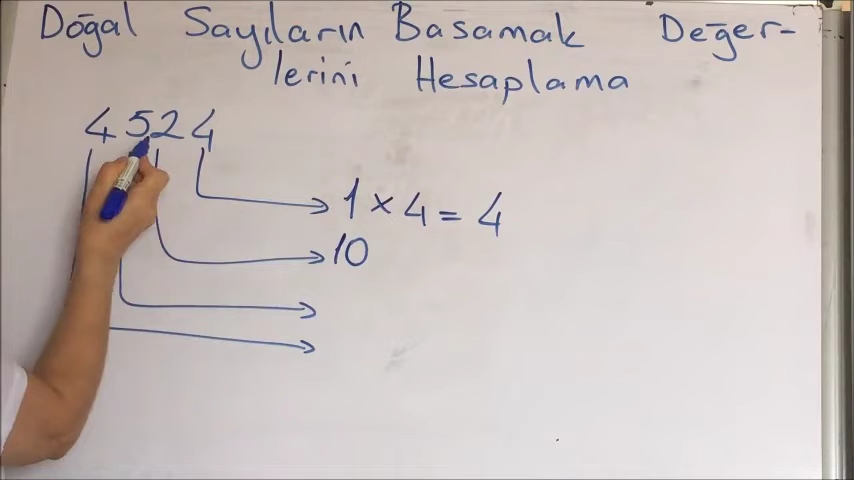 Doğal Sayıların Basamak Değer-
lerini Hesaplama
4524
1 × 4 = 4
10